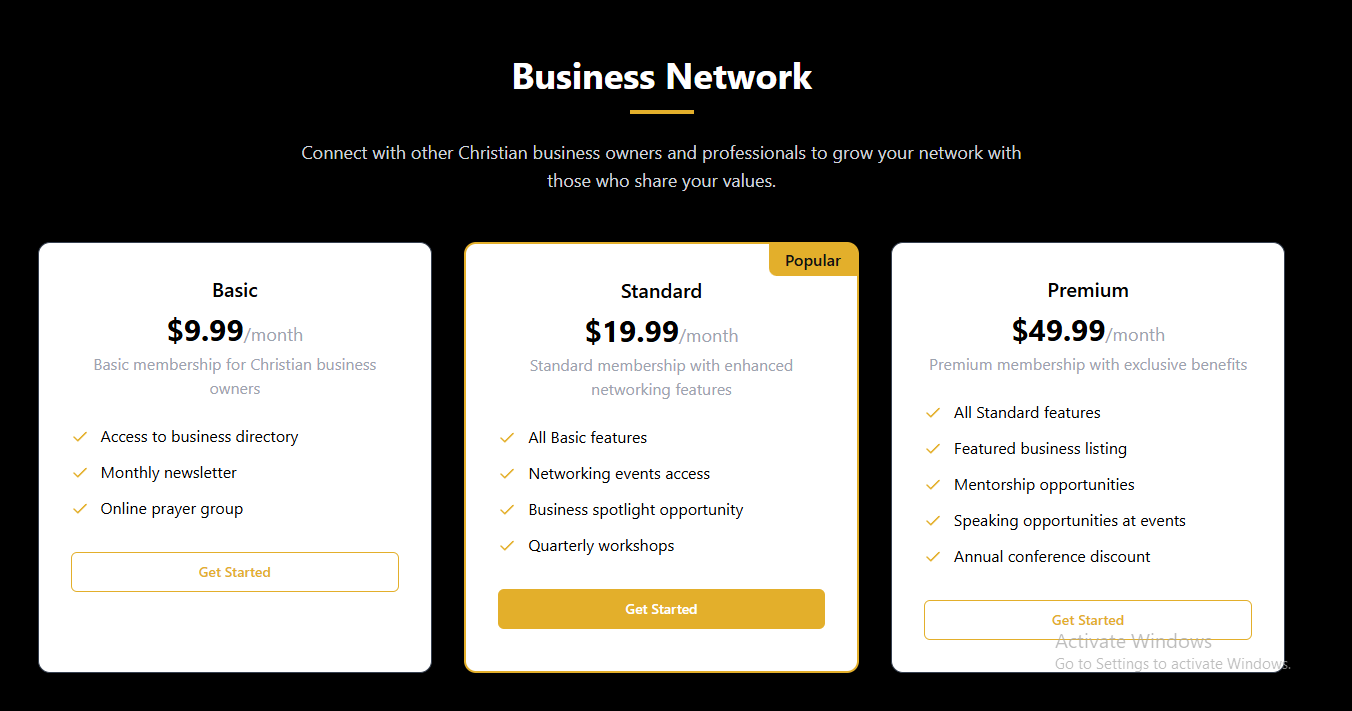 Business Network
Connect with other Christian business owners and professionals to grow your network with
those who share your values.
Basic
$9.99/month
Basic membership for Christian business
owners
Access to business directory
Monthly newsletter
Online prayer group
Get Started
Popular
Standard
$19.99/month
Standard membership with enhanced
networking features
All Basic features
Networking events access
Business spotlight opportunity
Quarterly workshops
Get Started
Premium
$49.99/month
Premium membership with exclusive benefits
All Standard features
Featured business listing
Mentorship opportunities
Speaking opportunities at events
Annual conference discount
Get Started
Activate Windows
Go to Settings to activate Windows.